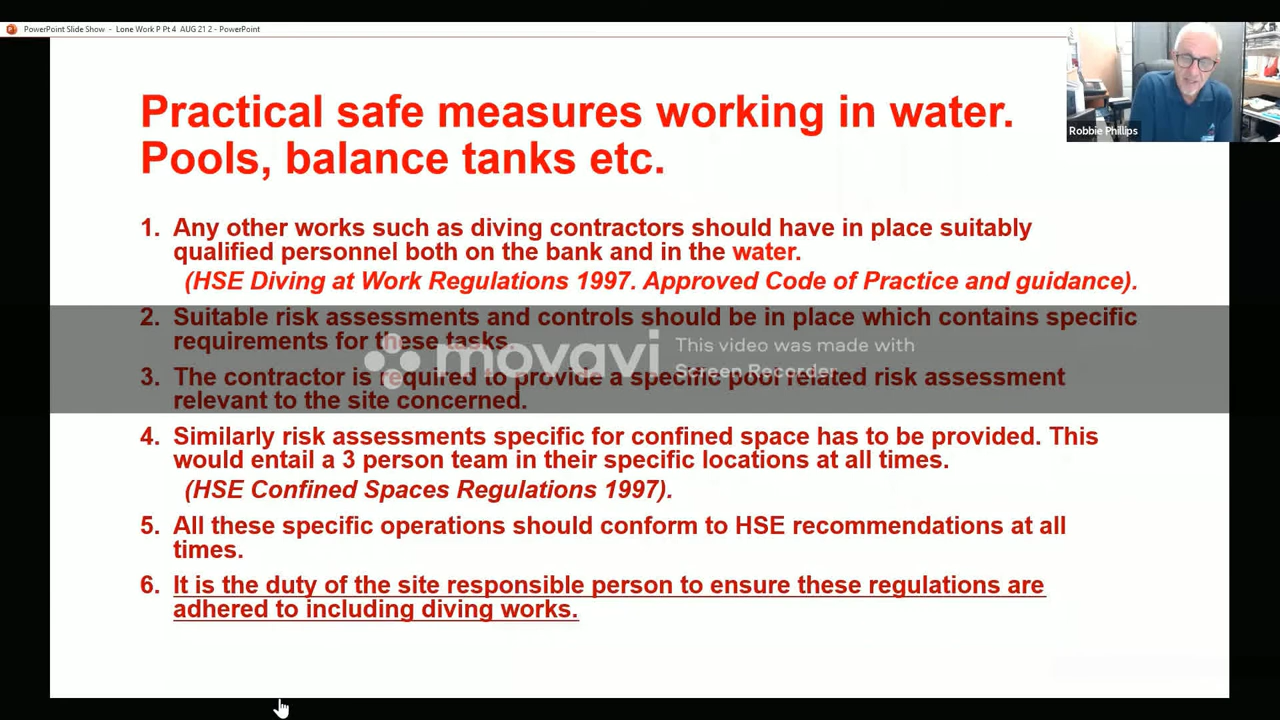 PowerPoint Slide Show - Lone Work P Pt 4 AUG 21 2 - PowerPoint
Robbie Phillips
Practical safe measures working in water.
Pools, balance tanks etc.
1. Any other works such as diving contractors should have in place suitably
qualified personnel both on the bank and in the water.
(HSE Diving at Work Regulations 1997. Approved Code of Practice and guidance).
2. Suitable risk assessments and controls should be in place which contains specific
requirements for these tasks.
movavi
This video was made with
Screen Recorder
3. The contractor is required to provide a specific pool related risk assessment
relevant to the site concerned.
4. Similarly risk assessments specific for confined space has to be provided. This
would entail a 3 person team in their specific locations at all times.
(HSE Confined Spaces Regulations 1997).
5. All these specific operations should conform to HSE recommendations at all
times.
6. It is the duty of the site responsible person to ensure these regulations are
adhered to including diving works.